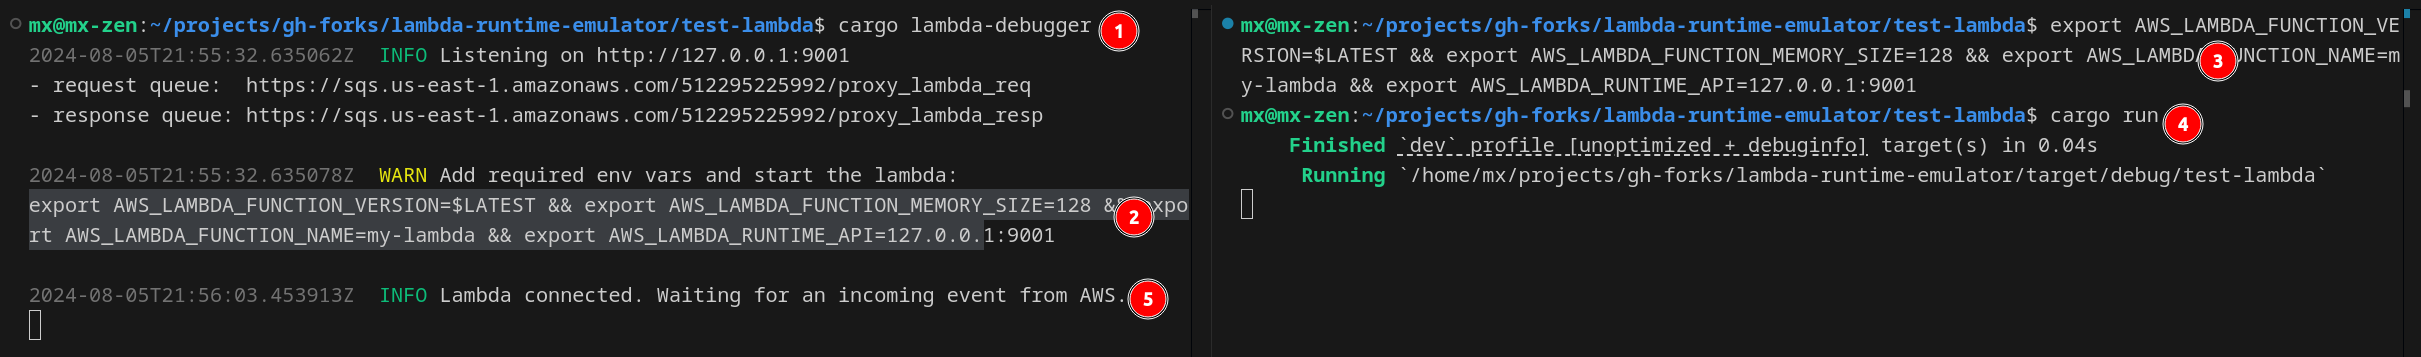 mx@mx-zen:~/projects/gh-forks/lambda-runtime-emulator/test-lambda$ cargo lambda-debugger 1
2024-08-05T21:55:32.635062Z  INFO Listening on http://127.0.0.1:9001
- request queue:  https://sqs.us-east-1.amazonaws.com/512295225992/proxy_lambda_req
- response queue: https://sqs.us-east-1.amazonaws.com/512295225992/proxy_lambda_resp
2024-08-05T21:55:32.635078Z  WARN Add required env vars and start the lambda:
export AWS_LAMBDA_FUNCTION_VERSION=$LATEST && export AWS_LAMBDA_FUNCTION_MEMORY_SIZE=128 && expo 2
rt AWS_LAMBDA_FUNCTION_NAME=my-lambda && export AWS_LAMBDA_RUNTIME_API=127.0.0.1:9001
2024-08-05T21:56:03.453913Z  INFO Lambda connected. Waiting for an incoming event from AWS. 5
mx@mx-zen:~/projects/gh-forks/lambda-runtime-emulator/test-lambda$ export AWS_LAMBDA_FUNCTION_VE
RSION=$LATEST && export AWS_LAMBDA_FUNCTION_MEMORY_SIZE=128 && export AWS_LAMBDA_FUNCTION_NAME=m 3
y-lambda && export AWS_LAMBDA_RUNTIME_API=127.0.0.1:9001
mx@mx-zen:~/projects/gh-forks/lambda-runtime-emulator/test-lambda$ cargo run 4
Finished `dev` profile [unoptimized + debuginfo] target(s) in 0.04s
Running `/home/mx/projects/gh-forks/lambda-runtime-emulator/target/debug/test-lambda`